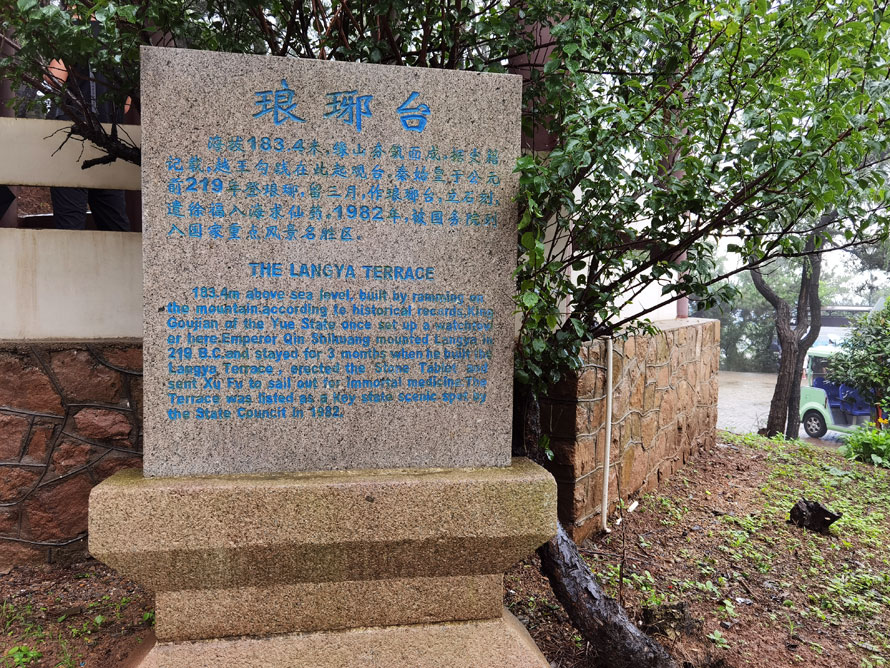 琅琊台
海拔183.4米,缘山夯筑而成,据史籍
记载,越王勾践在此起观台,秦始皇于公元
前219年登琅琊,留三月,作琅琊台,立石刻,
遣徐福入海求仙药,1982年,被国务院列
入国家重点风景名胜区。
THE LANGYA TERRACE
183.4m above sea level, built by ramming on
the mountain.according to historical records,King
Goujian of the Yue State once set up a watchtow
er here.Emperor Qin Shihuang mounted Langya in
219 B.C.and stayed for 3 months when he built the
Langya Terrace, erected the Stone Tablet and
sent Xu Fu to sail out for immortal medicine.The
Terrace was listed as a key state scenic spot by
the State Council in 1982.